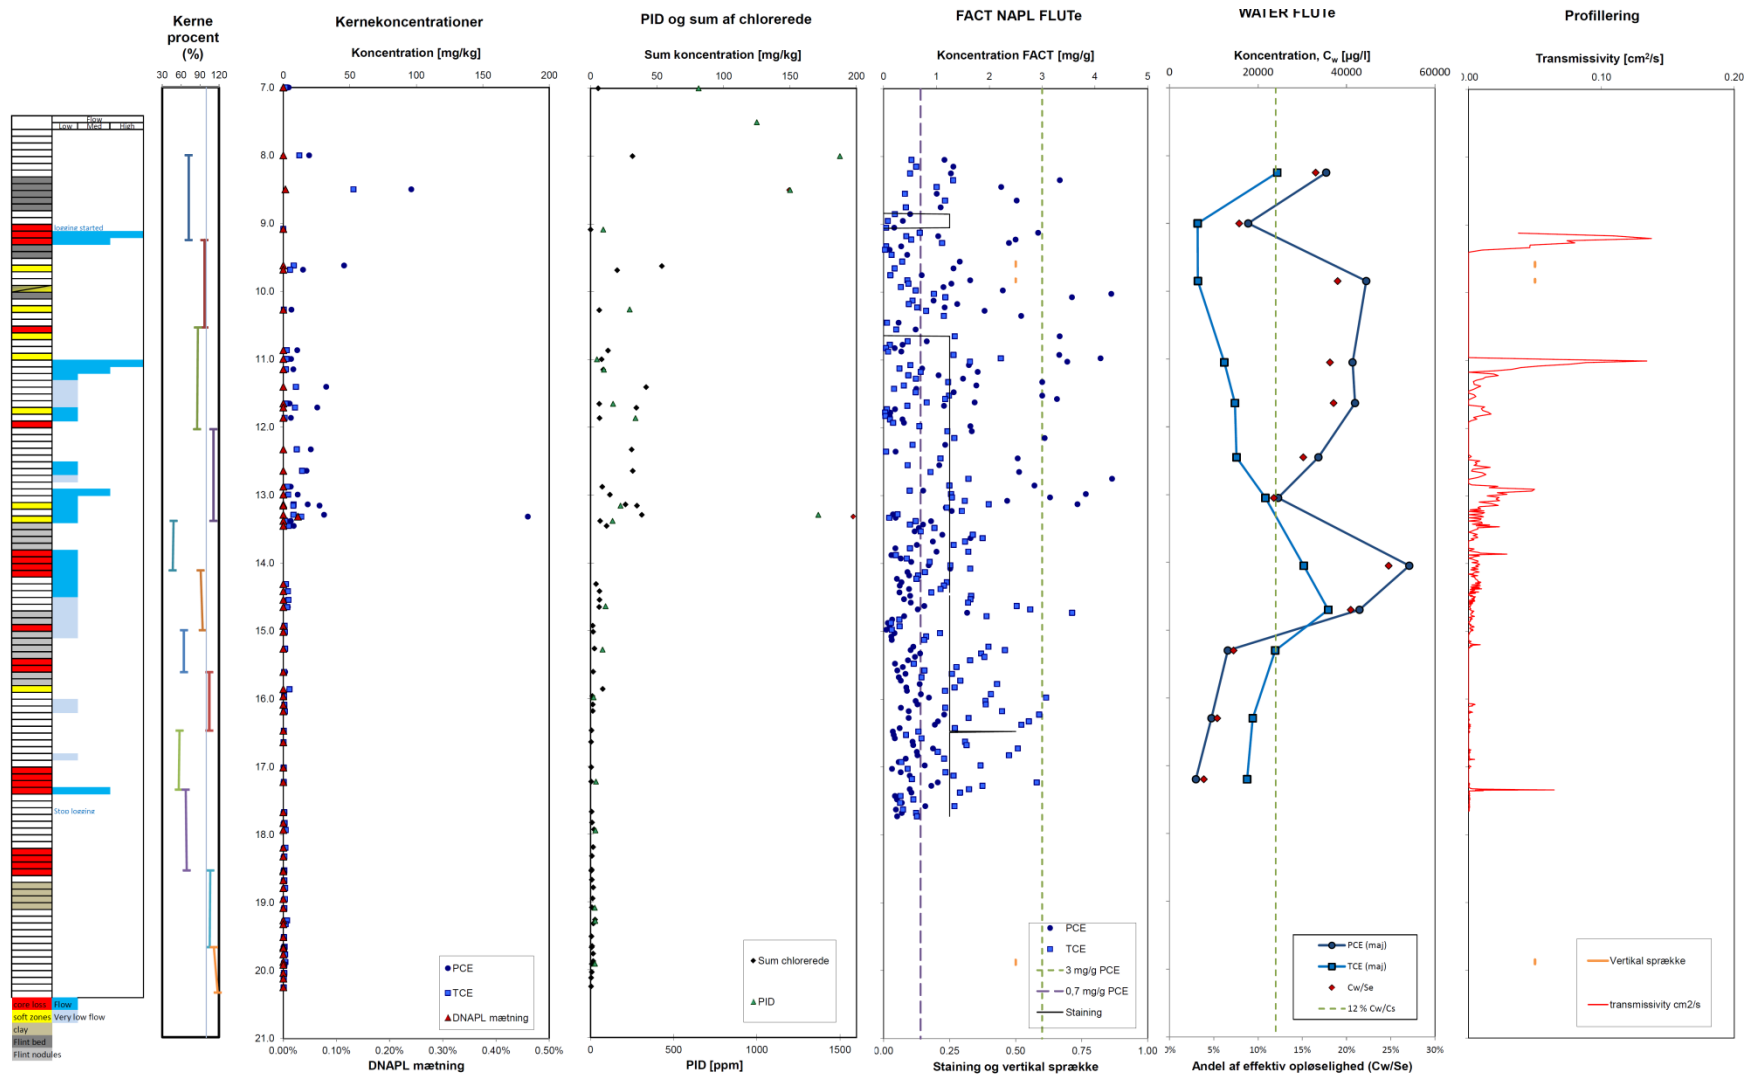 Kerne
procent
(%)
30 60 90 120
Kernekoncentrationer
Koncentration [mg/kg]
0 50 100 150 200
PID og sum af chlorerede
Sum koncentration [mg/kg]
0 50 100 150 200
FACT NAPL FLUTe
Koncentration FACT [mg/g]
0 1 2 3 4 5
WATER FLUTe
Koncentration, Cw [µg/l]
20000 40000 60000
Profillering
Transmissivity [cm²/s]
0.00 0.10 0.20
Flow
Low Med High
logging started
Stop logging
core loss Flow
soft zones Very low flow
clay
Flint bed
Flint nodules
7.0
8.0
9.0
10.0
11.0
12.0
13.0
14.0
15.0
16.0
17.0
18.0
19.0
20.0
21.0
PCE
TCE
DNAPL mætning
0.00% 0.10% 0.20% 0.30% 0.40% 0.50%
DNAPL mætning
Sum chlorerede
PID
0 500 1000 1500
PID [ppm]
PCE
TCE
3 mg/g PCE
0,7 mg/g PCE
Staining
0.00 0.25 0.50 0.75 1.00
Staining og vertikal sprække
PCE (maj)
TCE (maj)
Cw/Se
12 % Cw/Cs
0% 5% 10% 15% 20% 25% 30%
Andel af effektiv opløselighed (Cw/Se)
Vertikal sprække
transmissivity cm2/s